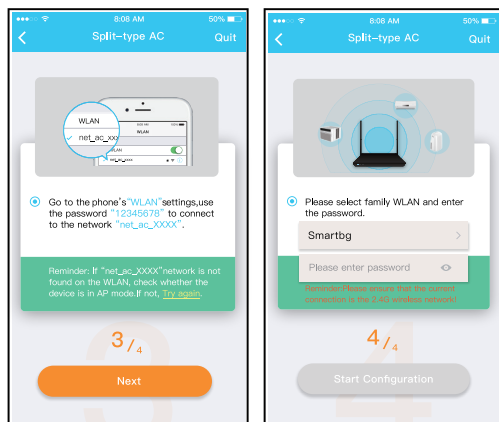 8:08 AM
50%
Split-type AC
Quit
WLAN
net_ac_xxx
WLAN
WLAN
Go to the phone's"WLAN"settings,use
the password "12345678" to connect
to the network "net_ac_XXXX".
Reminder: If "net_ac_XXXX"network is not
found on the WLAN, check whether the
device is in AP mode.If not, Try again.
3/4
Next
8:08 AM
50%
Split-type AC
Quit
Please select family WLAN and enter
the password.
Smartbg
Please enter password
Reminder:Please ensure that the current
connection is the 2.4G wireless network!
4/4
Start Configuration